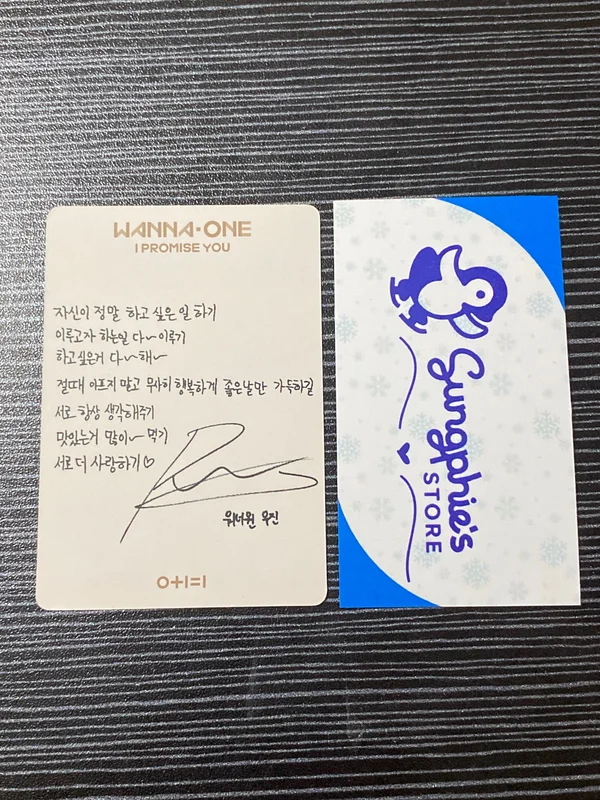 WANNA·ONE
I PROMISE YOU
자신이 정말 하고 싶은 일 하기
이루고자 하는일 다~ 이루기
하고싶은거 다~ 해~
절때 아프지 말고 무사히 행복하게 좋은날만 가득하길
서로 항상 생각해주기
맛있는거 많이~ 먹기
서로 더 사랑하기♡
워너원 우진
0+1=1
Sungphie's
STORE